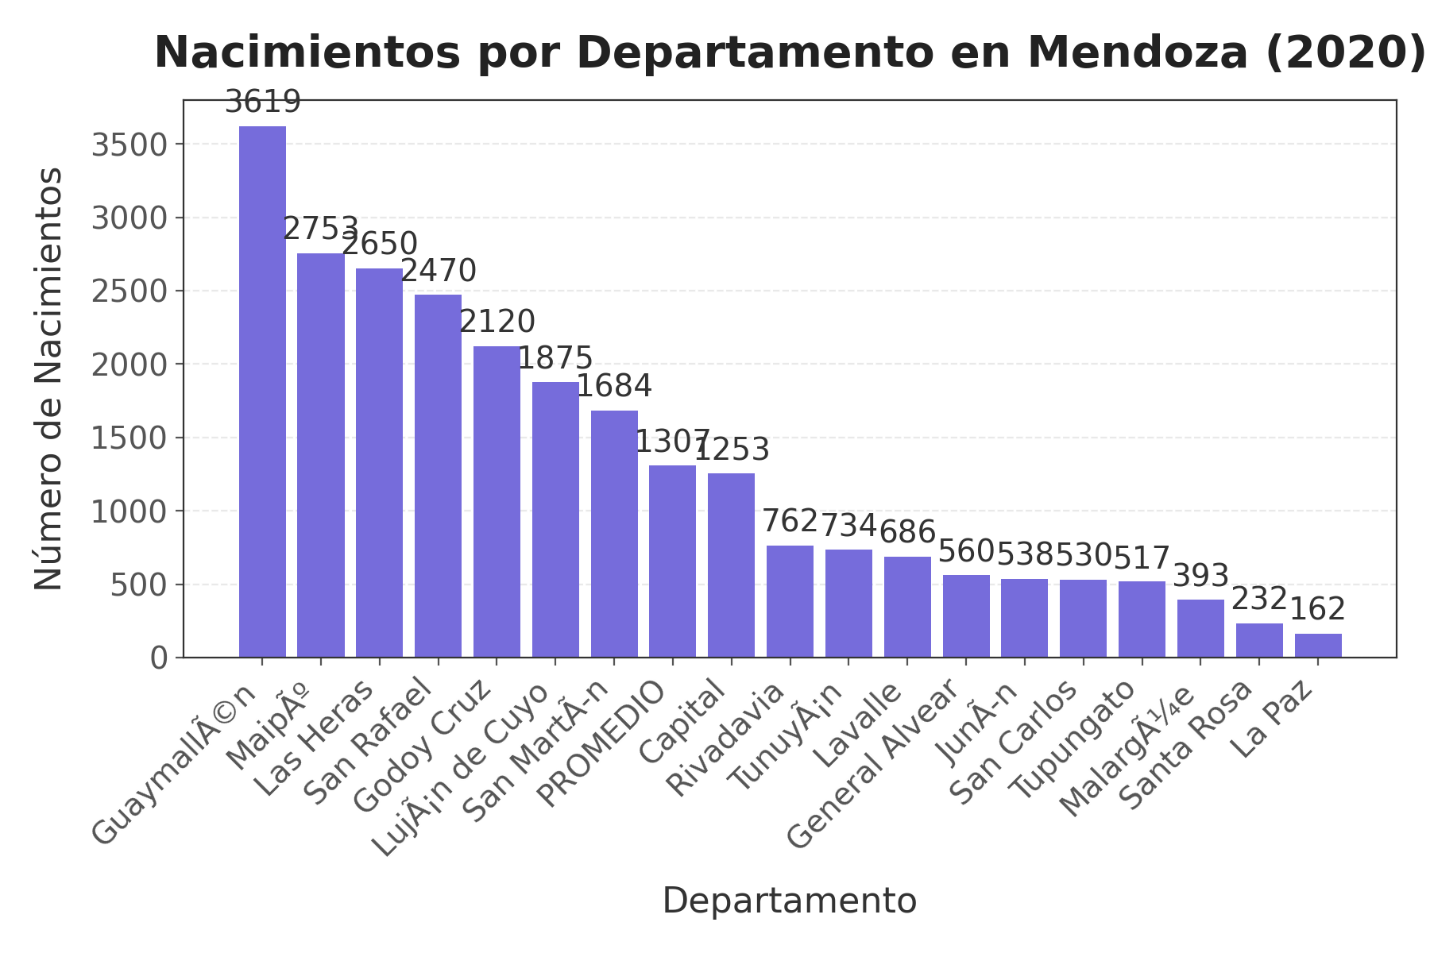 Nacimientos por Departamento en Mendoza (2020)
Número de Nacimientos
3500
3000
2500
2000
1500
1000
500
0
3619
2753
2650
2470
2120
1875
1684
1307
1253
762
734
686
560
538
530
517
393
232
162
GuaymallÃ©n
MaipÃº
Las Heras
San Rafael
Godoy Cruz
LujÃ¡n de Cuyo
San MartÃ-n
PROMEDIO
Capital
Rivadavia
TunuyÃ¡n
Lavalle
General Alvear
JunÃ-n
San Carlos
Tupungato
MalargÃ¼e
Santa Rosa
La Paz
Departamento